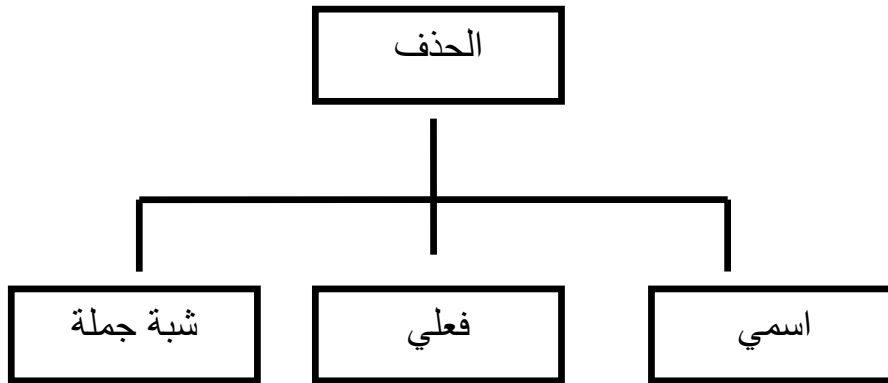 الحذف
اسمي
فعلي
شبة جملة